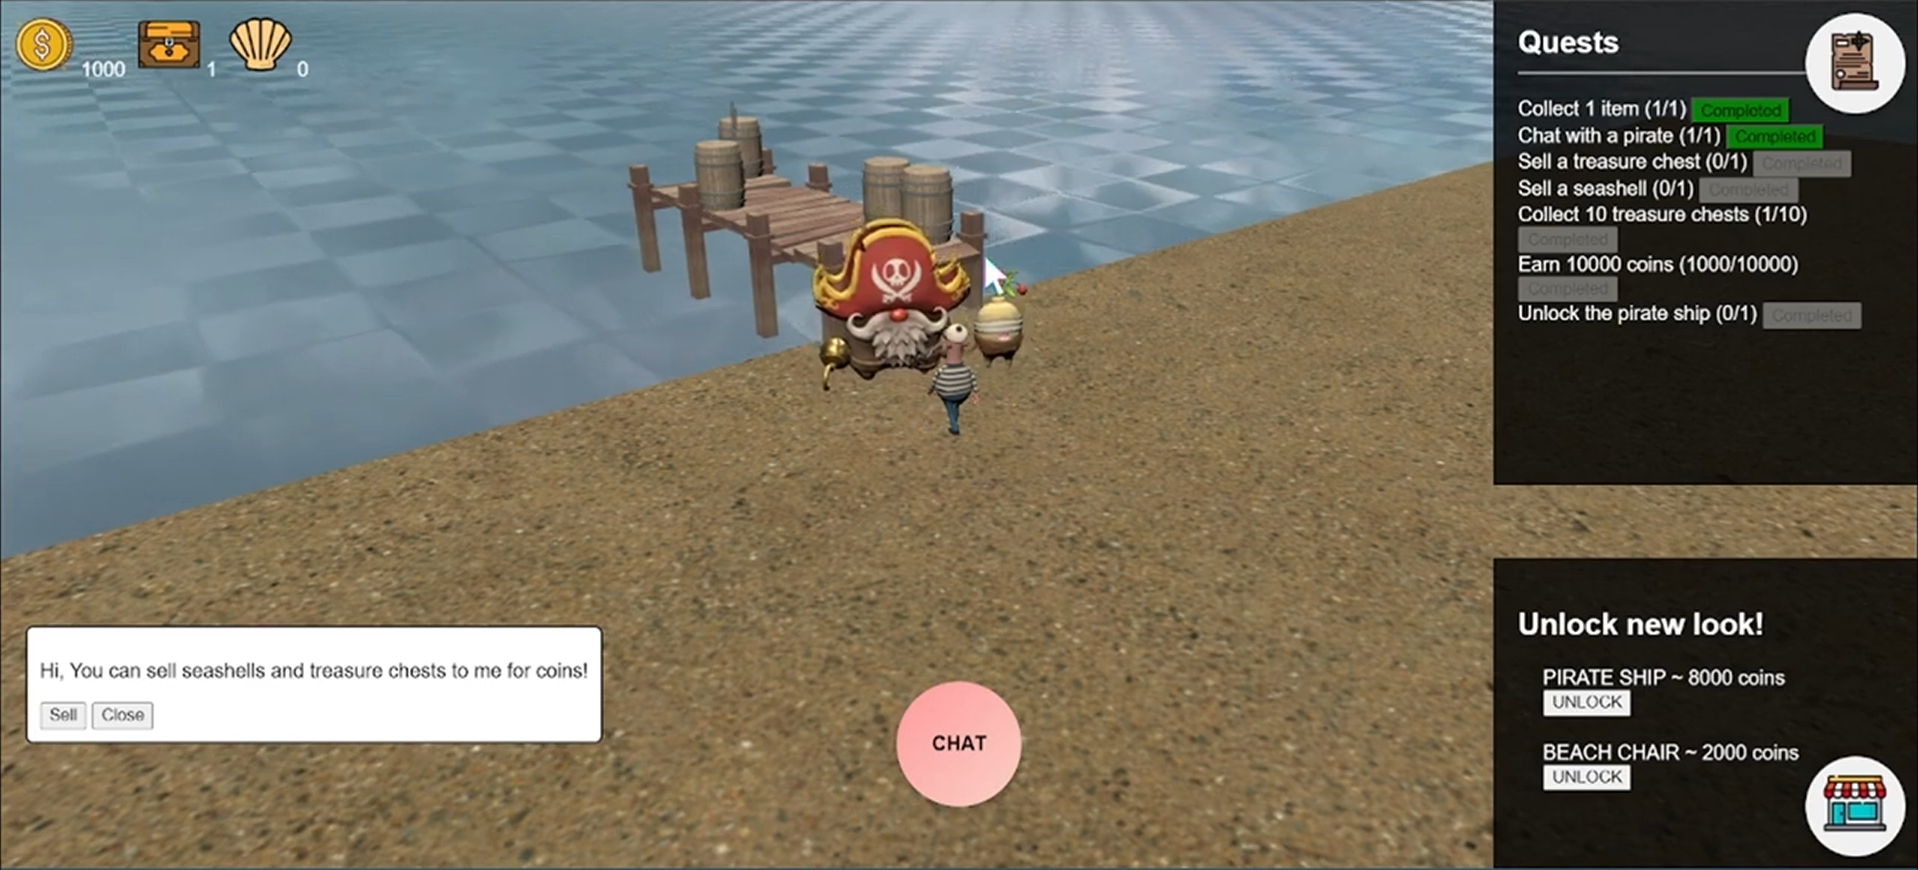 1000
1
0
Quests
Collect 1 item (1/1) Completed
Chat with a pirate (1/1) Completed
Sell a treasure chest (0/1) Completed
Sell a seashell (0/1) Completed
Collect 10 treasure chests (1/10)
Completed
Earn 10000 coins (1000/10000)
Completed
Unlock the pirate ship (0/1) Completed
Hi, You can sell seashells and treasure chests to me for coins!
Sell Close
CHAT
Unlock new look!
PIRATE SHIP ~ 8000 coins
UNLOCK
BEACH CHAIR ~ 2000 coins
UNLOCK